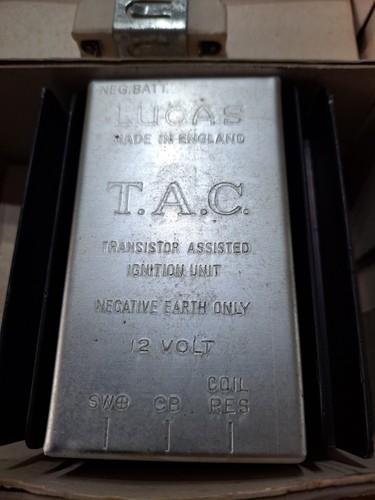 NEG.BATT.
LUCAS
MADE IN ENGLAND
T.A.C.
TRANSISTOR ASSISTED
IGNITION UNIT
NEGATIVE EARTH ONLY
12 VOLT
COIL
SW⊕ CB RES